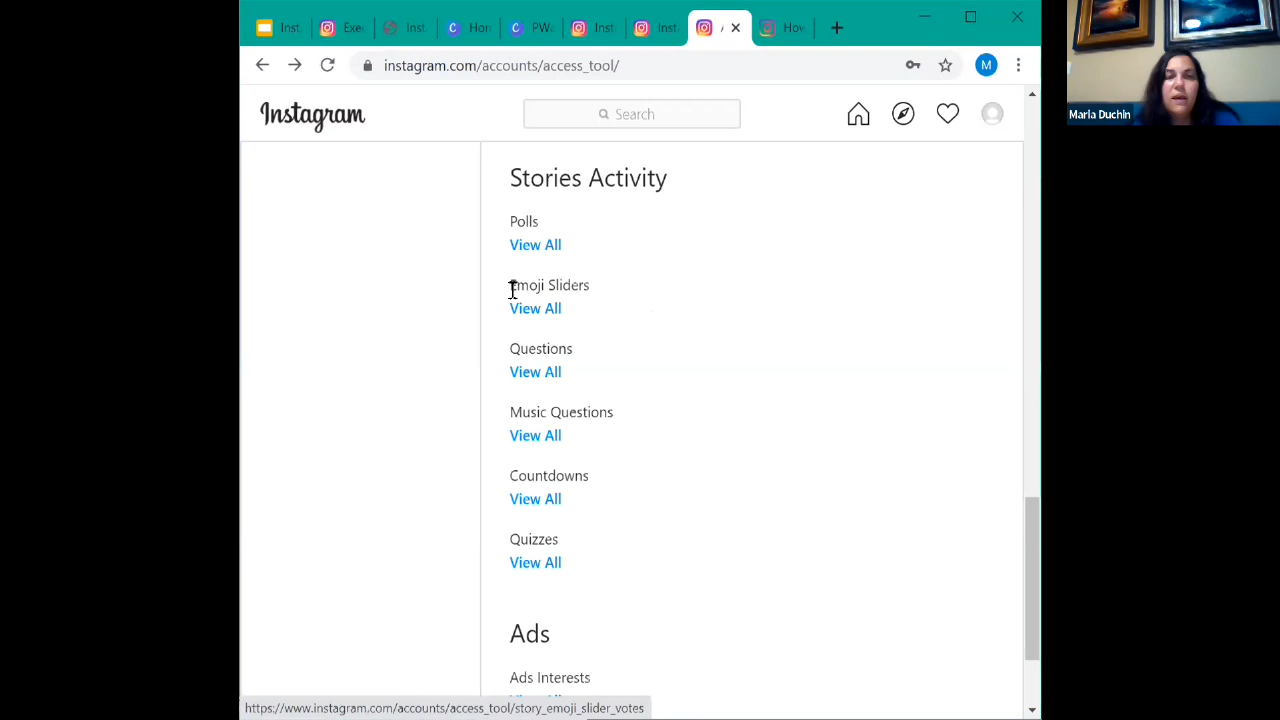 Inst
Exe
Inst
Hor
PWa
Inst
Inst
Hov
instagram.com/accounts/access_tool/
M
Instagram
Search
Stories Activity
Polls
View All
Emoji Sliders
View All
Questions
View All
Music Questions
View All
Countdowns
View All
Quizzes
View All
Ads
Ads Interests
https://www.instagram.com/accounts/access_tool/story_emoji_slider_votes
Marla Duchin